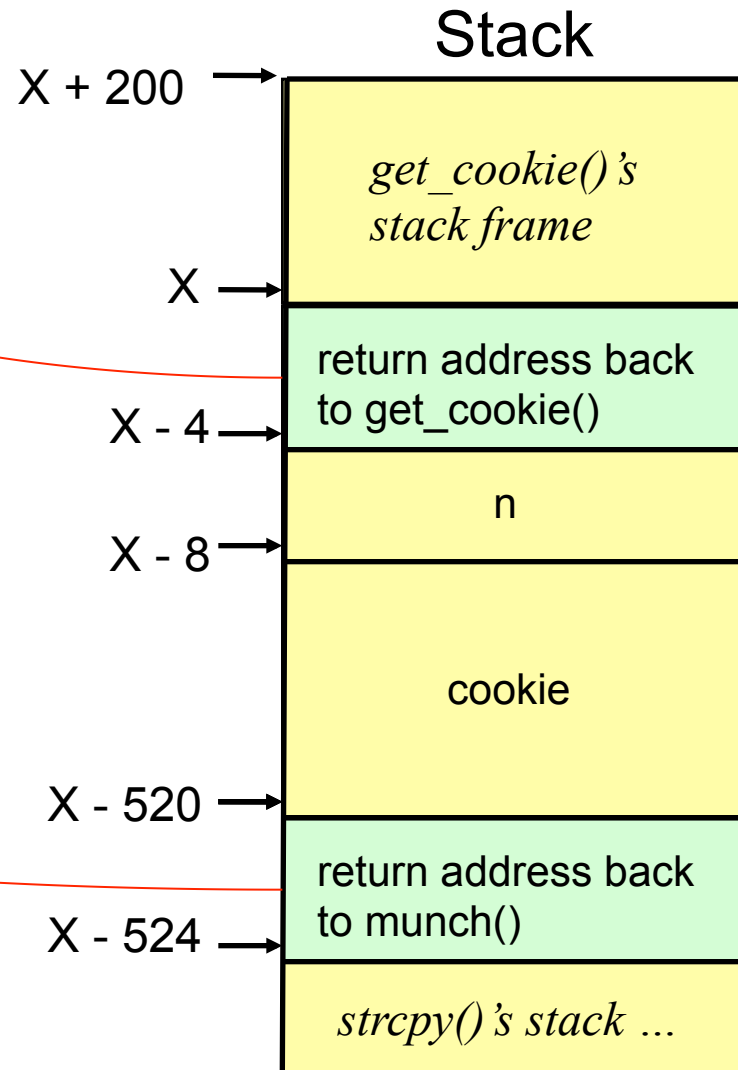 Stack
X + 200
get_cookie()’s
stack frame
X
return address back
to get_cookie()
X - 4
n
X - 8
cookie
X - 520
return address back
to munch()
X - 524
strcpy()’s stack ...